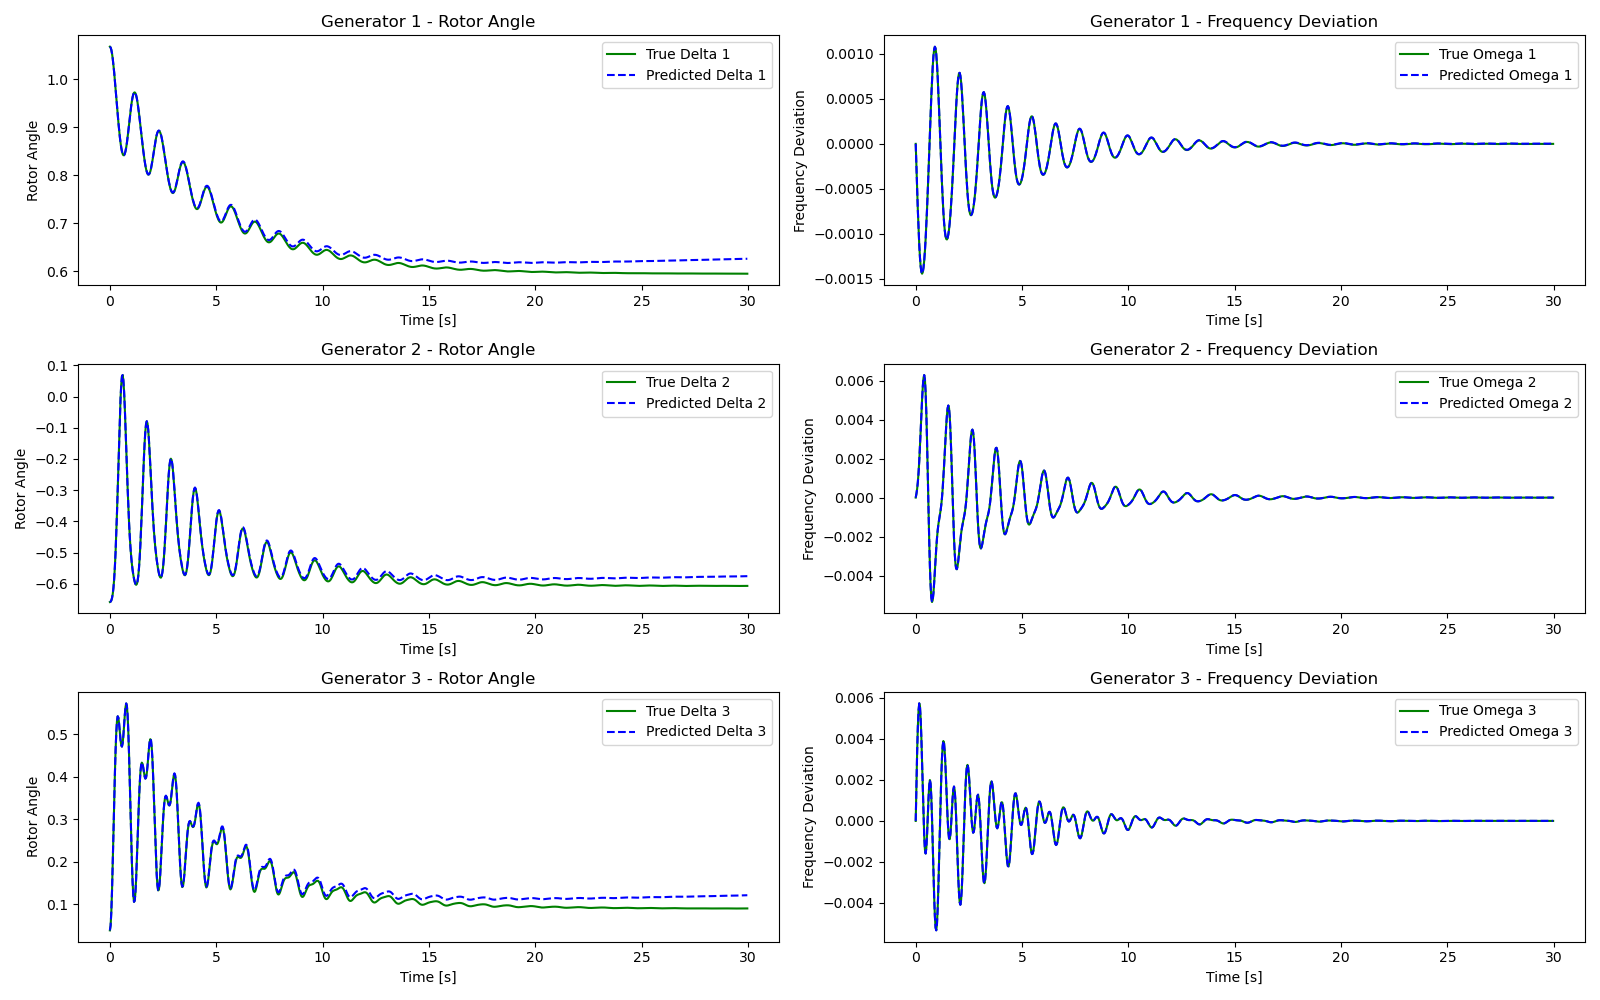 Generator 1 - Rotor Angle
Rotor Angle
1.0
0.9
0.8
0.7
0.6
True Delta 1
Predicted Delta 1
0 5 10 15 20 25 30
Time [s]
Generator 1 - Frequency Deviation
Frequency Deviation
0.0010
0.0005
0.0000
−0.0005
−0.0010
−0.0015
True Omega 1
Predicted Omega 1
0 5 10 15 20 25 30
Time [s]
Generator 2 - Rotor Angle
Rotor Angle
0.1
0.0
−0.1
−0.2
−0.3
−0.4
−0.5
−0.6
True Delta 2
Predicted Delta 2
0 5 10 15 20 25 30
Time [s]
Generator 2 - Frequency Deviation
Frequency Deviation
0.006
0.004
0.002
0.000
−0.002
−0.004
True Omega 2
Predicted Omega 2
0 5 10 15 20 25 30
Time [s]
Generator 3 - Rotor Angle
Rotor Angle
0.5
0.4
0.3
0.2
0.1
True Delta 3
Predicted Delta 3
0 5 10 15 20 25 30
Time [s]
Generator 3 - Frequency Deviation
Frequency Deviation
0.006
0.004
0.002
0.000
−0.002
−0.004
True Omega 3
Predicted Omega 3
0 5 10 15 20 25 30
Time [s]